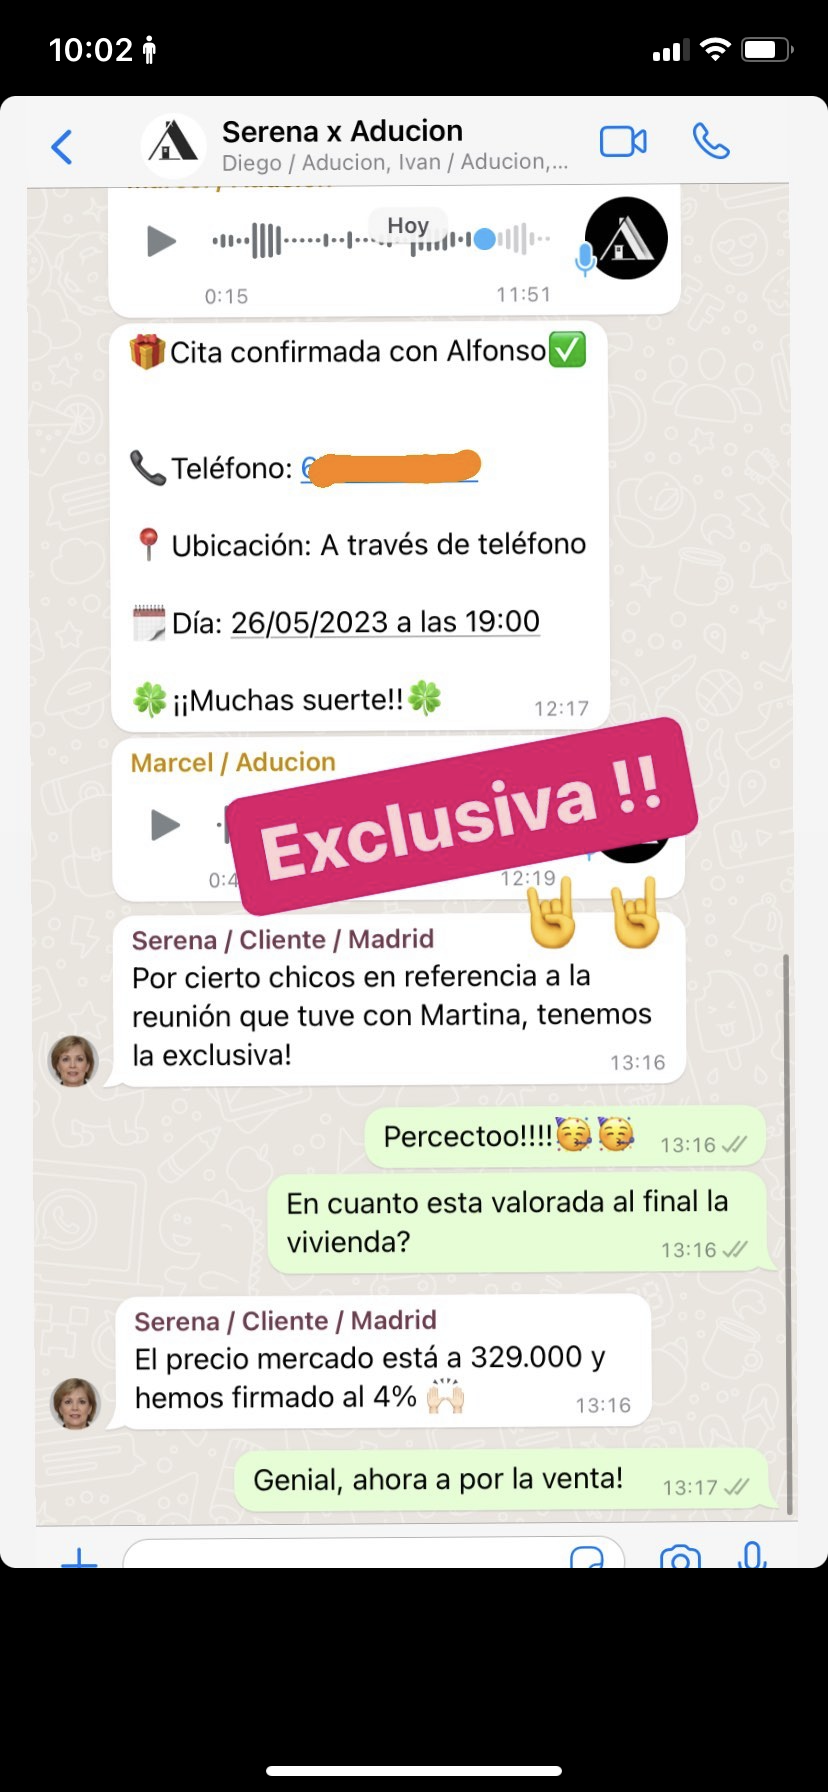 10:02
Serena x Aducion
Diego / Aducion, Ivan / Aducion,...
Marcel / Aducion
Hoy
0:15 11:51
🎁Cita confirmada con Alfonso✅
📞Teléfono: 6
📍Ubicación: A través de teléfono
🗓️Día: 26/05/2023 a las 19:00
🍀¡¡Muchas suerte!!🍀 12:17
Marcel / Aducion
Exclusiva !!
0:4 12:19
🤘 🤘
Serena / Cliente / Madrid
Por cierto chicos en referencia a la
reunión que tuve con Martina, tenemos
la exclusiva! 13:16
Percectoo!!!!🥳🥳 13:16
En cuanto esta valorada al final la
vivienda? 13:16
Serena / Cliente / Madrid
El precio mercado está a 329.000 y
hemos firmado al 4% 🙌🏻 13:16
Genial, ahora a por la venta! 13:17